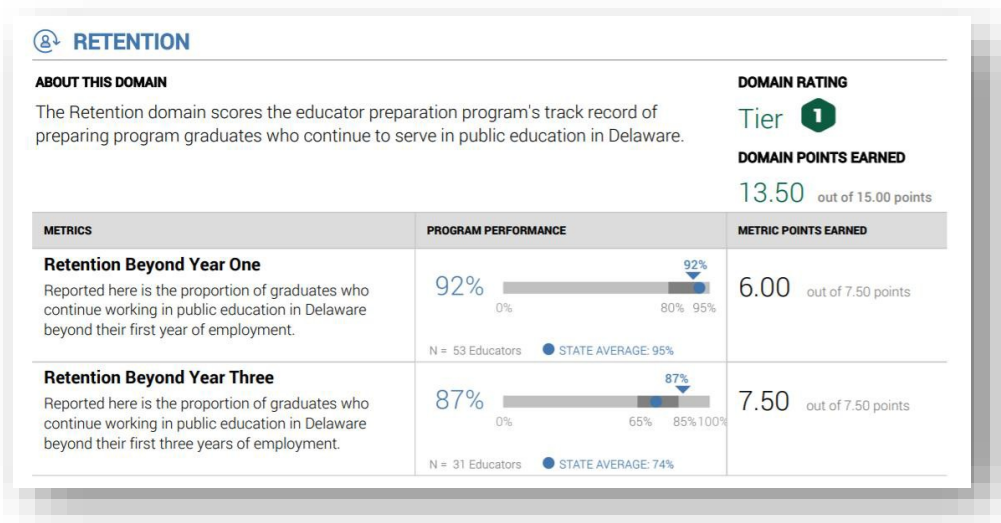 RETENTION
ABOUT THIS DOMAIN
The Retention domain scores the educator preparation program's track record of
preparing program graduates who continue to serve in public education in Delaware.
DOMAIN RATING
Tier 1
DOMAIN POINTS EARNED
13.50 out of 15.00 points
METRICS PROGRAM PERFORMANCE METRIC POINTS EARNED
Retention Beyond Year One
Reported here is the proportion of graduates who
continue working in public education in Delaware
beyond their first year of employment.
92%
92%
0% 80% 95%
N = 53 Educators STATE AVERAGE: 95%
6.00 out of 7.50 points
Retention Beyond Year Three
Reported here is the proportion of graduates who
continue working in public education in Delaware
beyond their first three years of employment.
87%
87%
0% 65% 85% 100%
N = 31 Educators STATE AVERAGE: 74%
7.50 out of 7.50 points